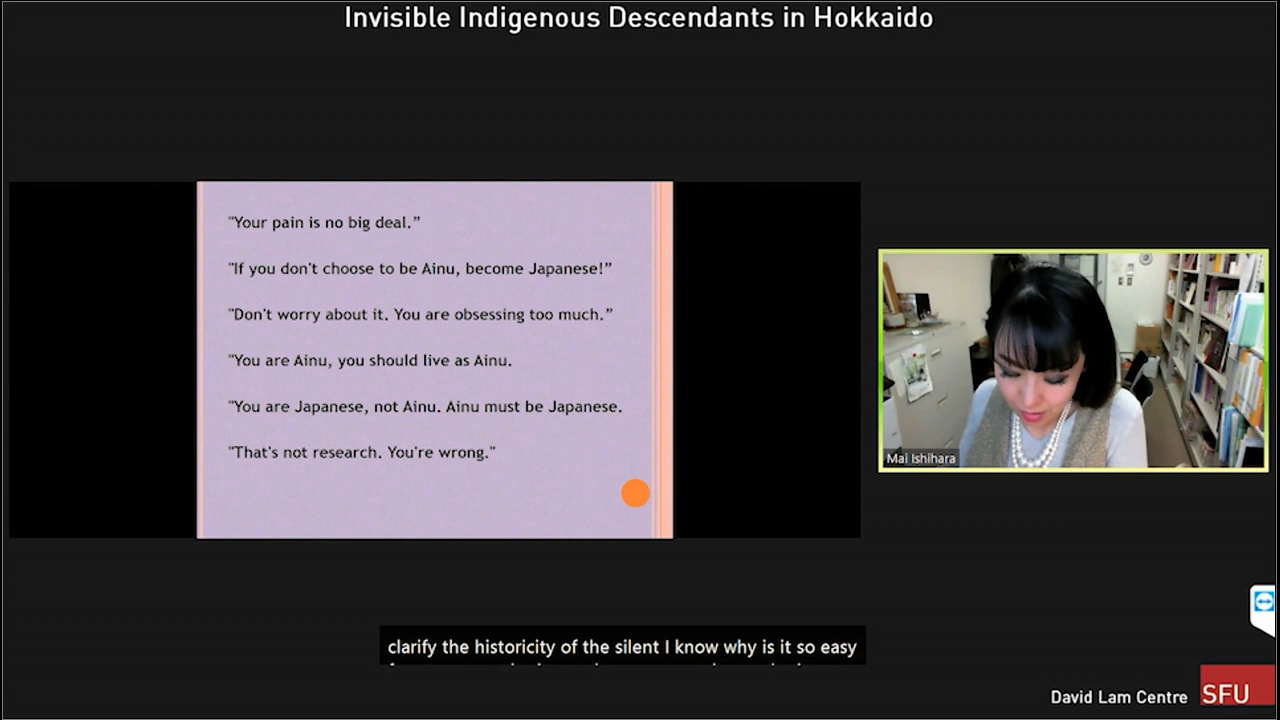 Invisible Indigenous Descendants in Hokkaido
"Your pain is no big deal.”
"If you don't choose to be Ainu, become Japanese!”
"Don't worry about it. You are obsessing too much.”
"You are Ainu, you should live as Ainu.
"You are Japanese, not Ainu. Ainu must be Japanese.
"That's not research. You're wrong."
Mai Ishihara
clarify the historicity of the silent I know why is it so easy
David Lam Centre
SFU